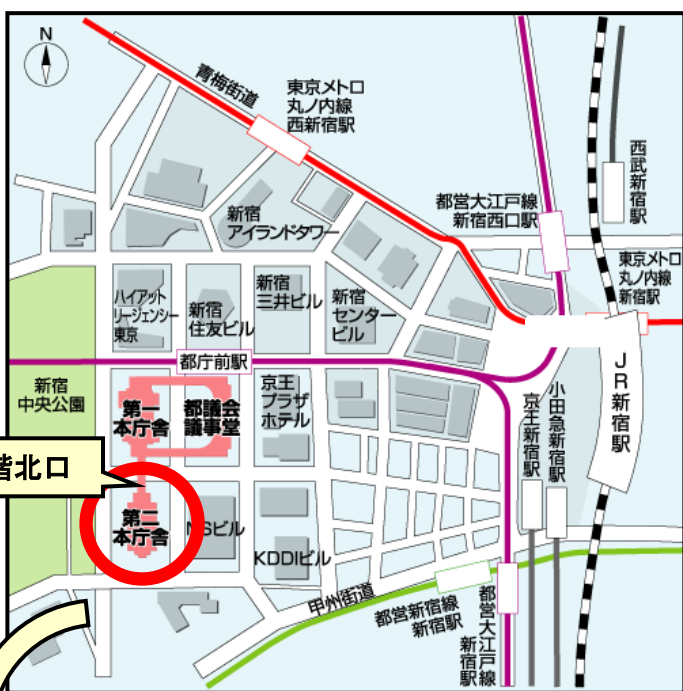 N
青梅街道
東京メトロ
丸ノ内線
西新宿駅
西武新宿駅
都営大江戸線
新宿西口駅
新宿
アイランドタワー
東京メトロ
丸ノ内線
新宿駅
ハイアット
リージェンシー
東京
新宿
住友ビル
新宿
三井ビル
新宿
センター
ビル
都庁前駅
JR新宿駅
新宿
中央公園
第一
本庁舎
都議会
議事堂
京王
プラザ
ホテル
小田急新宿駅
京王新宿駅
階北口
第二
本庁舎
NSビル
KDDIビル
甲州街道
都営新宿線
新宿駅
都営大江戸線
新宿駅